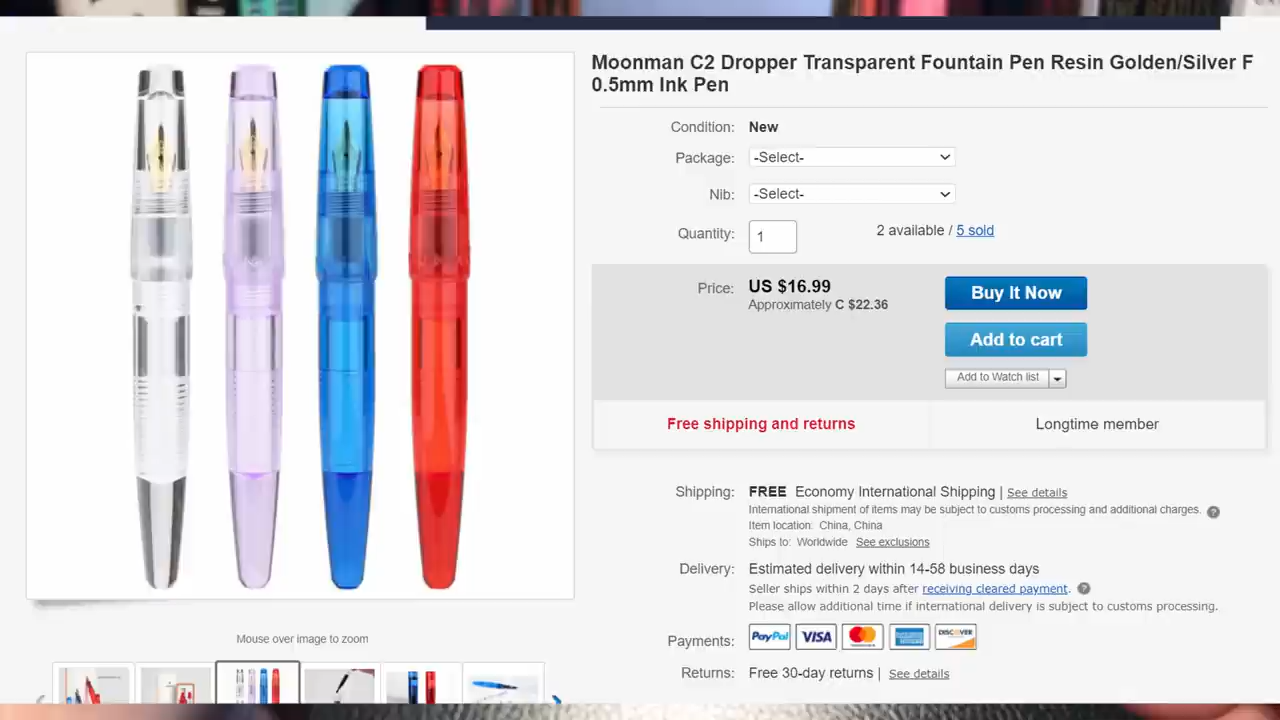 Moonman C2 Dropper Transparent Fountain Pen Resin Golden/Silver F
0.5mm Ink Pen
Condition: New
Package: -Select-
Nib: -Select-
Quantity: 1 2 available / 5 sold
Price: US $16.99 Buy It Now
Approximately C $22.36
Add to cart
Add to Watch list
Free shipping and returns Longtime member
Shipping: FREE Economy International Shipping | See details
International shipment of items may be subject to customs processing and additional charges. ?
Item location: China, China
Ships to: Worldwide See exclusions
Delivery: Estimated delivery within 14-58 business days
Seller ships within 2 days after receiving cleared payment. ?
Please allow additional time if international delivery is subject to customs processing.
Payments: PayPal VISA MasterCard DISCOVER
Returns: Free 30-day returns | See details
Mouse over image to zoom